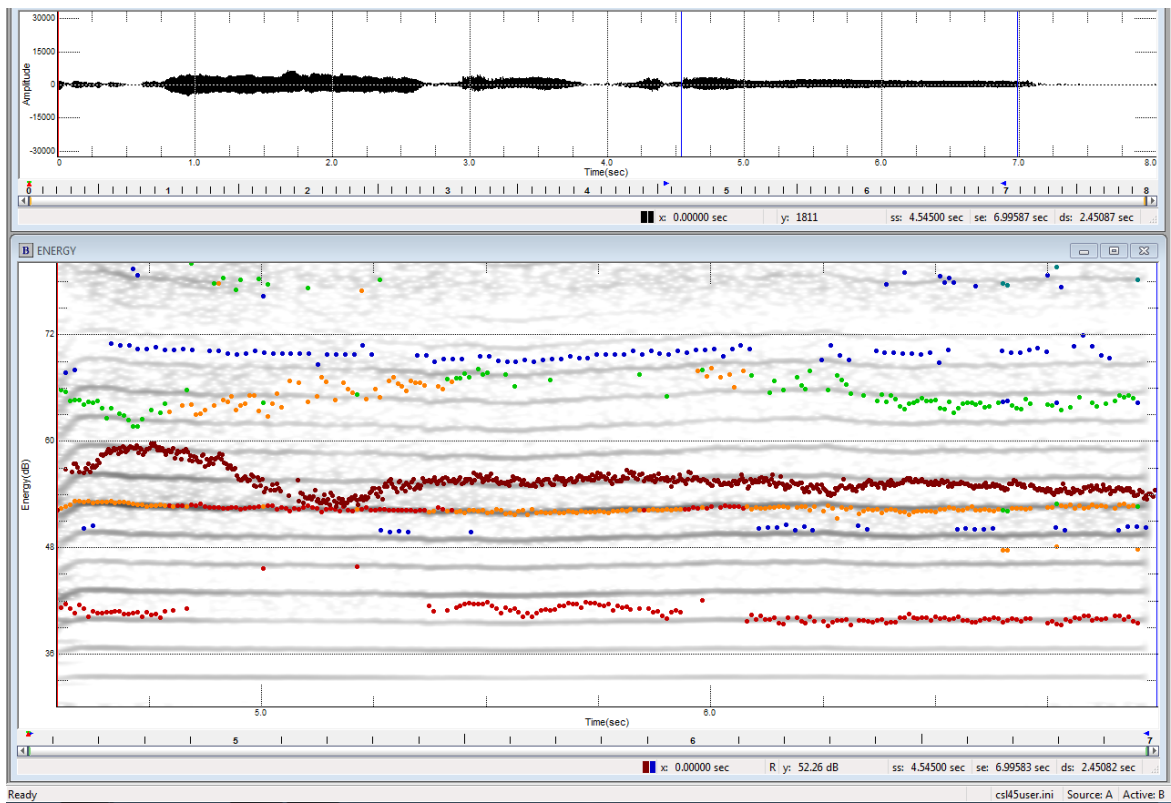 30000
15000
0
-15000
-30000
Amplitude
0 1.0 2.0 3.0 4.0 5.0 6.0 7.0 8.0
Time(sec)
0 1 2 3 4 5 6 7 8
x: 0.00000 sec y: 1811 ss: 4.54500 sec se: 6.99587 sec ds: 2.45087 sec
B ENERGY
72
60
48
36
Energy(dB)
5.0 6.0
Time(sec)
5 6 7
x: 0.00000 sec R y: 52.26 dB ss: 4.54500 sec se: 6.99583 sec ds: 2.45082 sec
Ready csl45user.ini Source: A Active: B